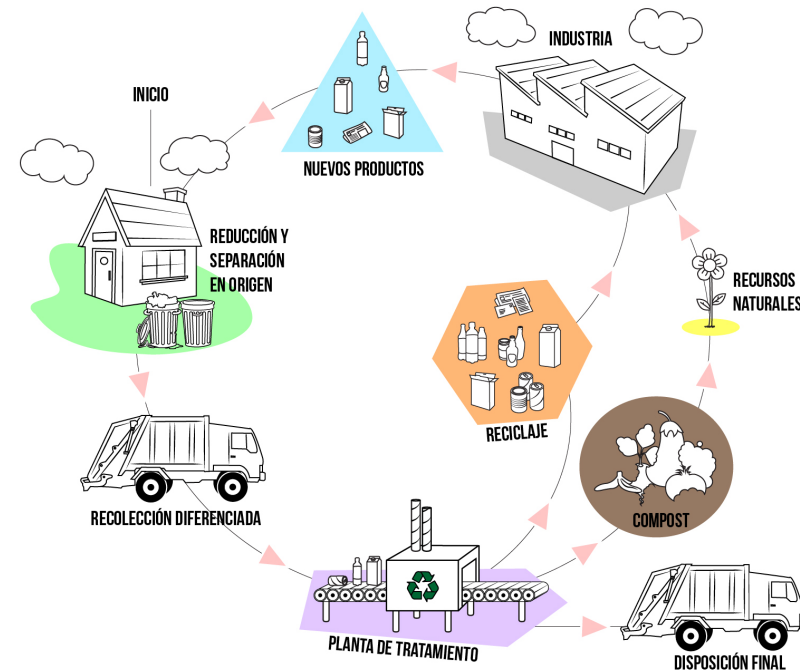 INICIO
INDUSTRIA
NUEVOS PRODUCTOS
REDUCCIÓN Y
SEPARACIÓN
EN ORIGEN
RECURSOS
NATURALES
RECICLAJE
COMPOST
RECOLECCIÓN DIFERENCIADA
PLANTA DE TRATAMIENTO
DISPOSICIÓN FINAL